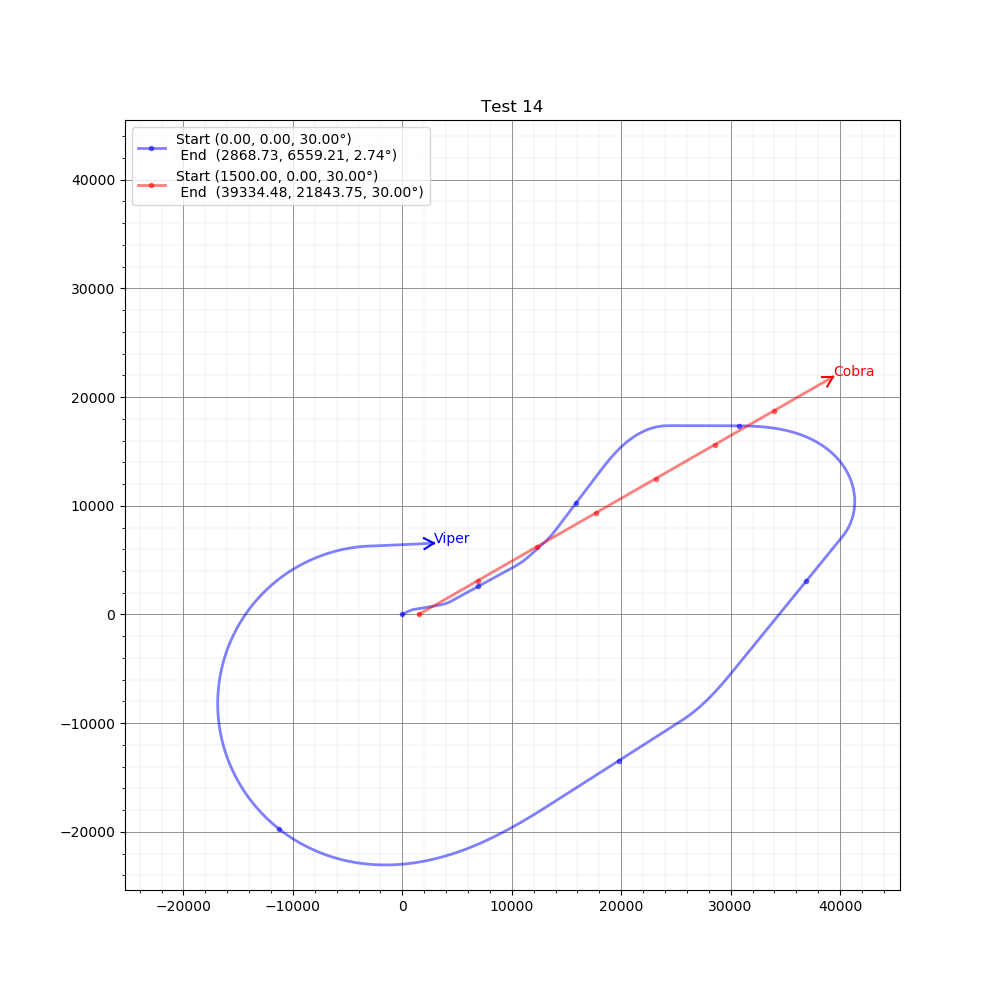 Test 14
Start (0.00, 0.00, 30.00°)
End (2868.73, 6559.21, 2.74°)
Start (1500.00, 0.00, 30.00°)
End (39334.48, 21843.75, 30.00°)
40000
30000
20000
10000
0
−10000
−20000
Cobra
Viper
−20000 −10000 0 10000 20000 30000 40000